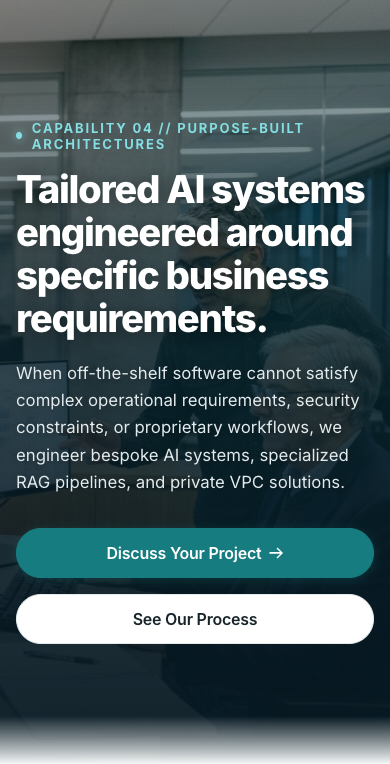 CAPABILITY 04 // PURPOSE-BUILT
ARCHITECTURES
Tailored AI systems
engineered around
specific business
requirements.
When off-the-shelf software cannot satisfy
complex operational requirements, security
constraints, or proprietary workflows, we
engineer bespoke AI systems, specialized
RAG pipelines, and private VPC solutions.
Discuss Your Project →
See Our Process